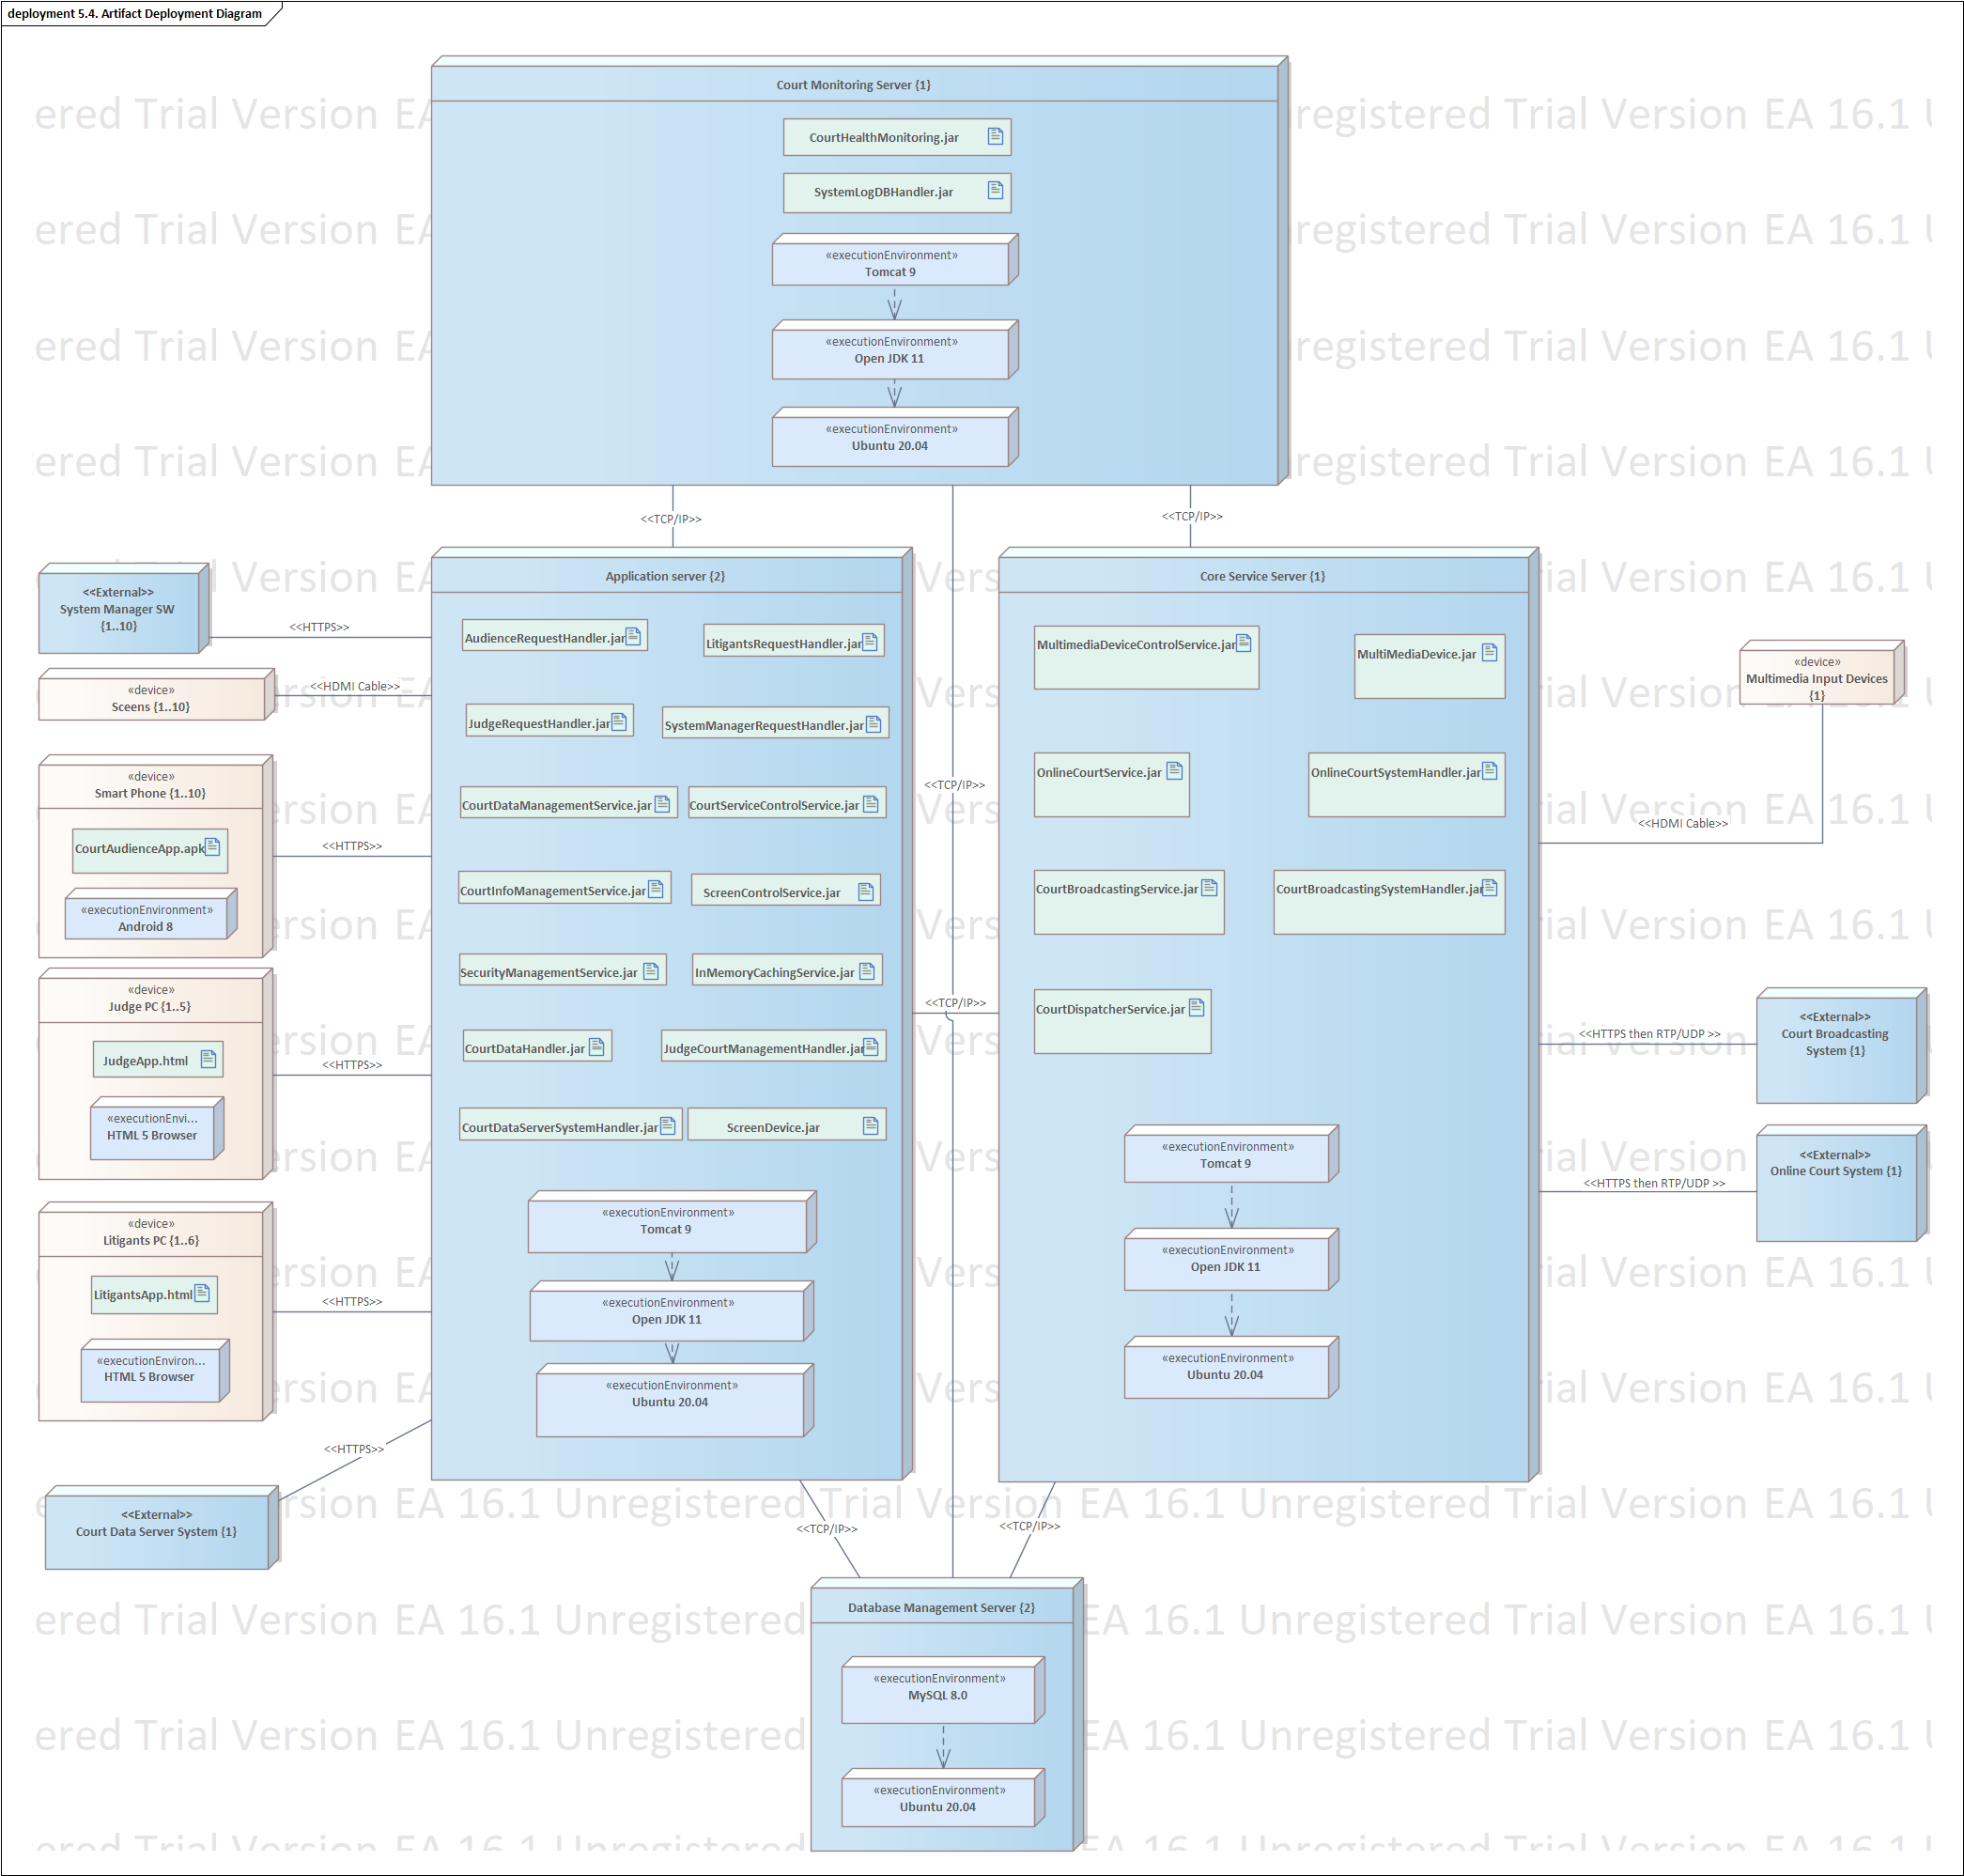 deployment 5.4. Artifact Deployment Diagram
Court Monitoring Server {1}
CourtHealthMonitoring.jar
SystemLogDBHandler.jar
«executionEnvironment»
Tomcat 9
«executionEnvironment»
Open JDK 11
«executionEnvironment»
Ubuntu 20.04
<<TCP/IP>>
<<TCP/IP>>
<<TCP/IP>>
<<External>>
System Manager SW
{1..10}
<<HTTPS>>
«device»
Sceens {1..10}
<<HDMI Cable>>
«device»
Smart Phone {1..10}
CourtAudienceApp.apk
«executionEnvironment»
Android 8
<<HTTPS>>
«device»
Judge PC {1..5}
JudgeApp.html
«executionEnvi...
HTML 5 Browser
<<HTTPS>>
«device»
Litigants PC {1..6}
LitigantsApp.html
«executionEnviron...
HTML 5 Browser
<<HTTPS>>
<<External>>
Court Data Server System {1}
<<HTTPS>>
Application server {2}
AudienceRequestHandler.jar
LitigantsRequestHandler.jar
JudgeRequestHandler.jar
SystemManagerRequestHandler.jar
CourtDataManagementService.jar
CourtServiceControlService.jar
CourtInfoManagementService.jar
ScreenControlService.jar
SecurityManagementService.jar
InMemoryCachingService.jar
CourtDataHandler.jar
JudgeCourtManagementHandler.jar
CourtDataServerSystemHandler.jar
ScreenDevice.jar
«executionEnvironment»
Tomcat 9
«executionEnvironment»
Open JDK 11
«executionEnvironment»
Ubuntu 20.04
<<TCP/IP>>
Core Service Server {1}
MultimediaDeviceControlService.jar
MultiMediaDevice.jar
OnlineCourtService.jar
OnlineCourtSystemHandler.jar
CourtBroadcastingService.jar
CourtBroadcastingSystemHandler.jar
CourtDispatcherService.jar
«executionEnvironment»
Tomcat 9
«executionEnvironment»
Open JDK 11
«executionEnvironment»
Ubuntu 20.04
«device»
Multimedia Input Devices
{1}
<<HDMI Cable>>
<<External>>
Court Broadcasting
System {1}
<<HTTPS then RTP/UDP >>
<<External>>
Online Court System {1}
<<HTTPS then RTP/UDP >>
<<TCP/IP>>
<<TCP/IP>>
Database Management Server {2}
«executionEnvironment»
MySQL 8.0
«executionEnvironment»
Ubuntu 20.04